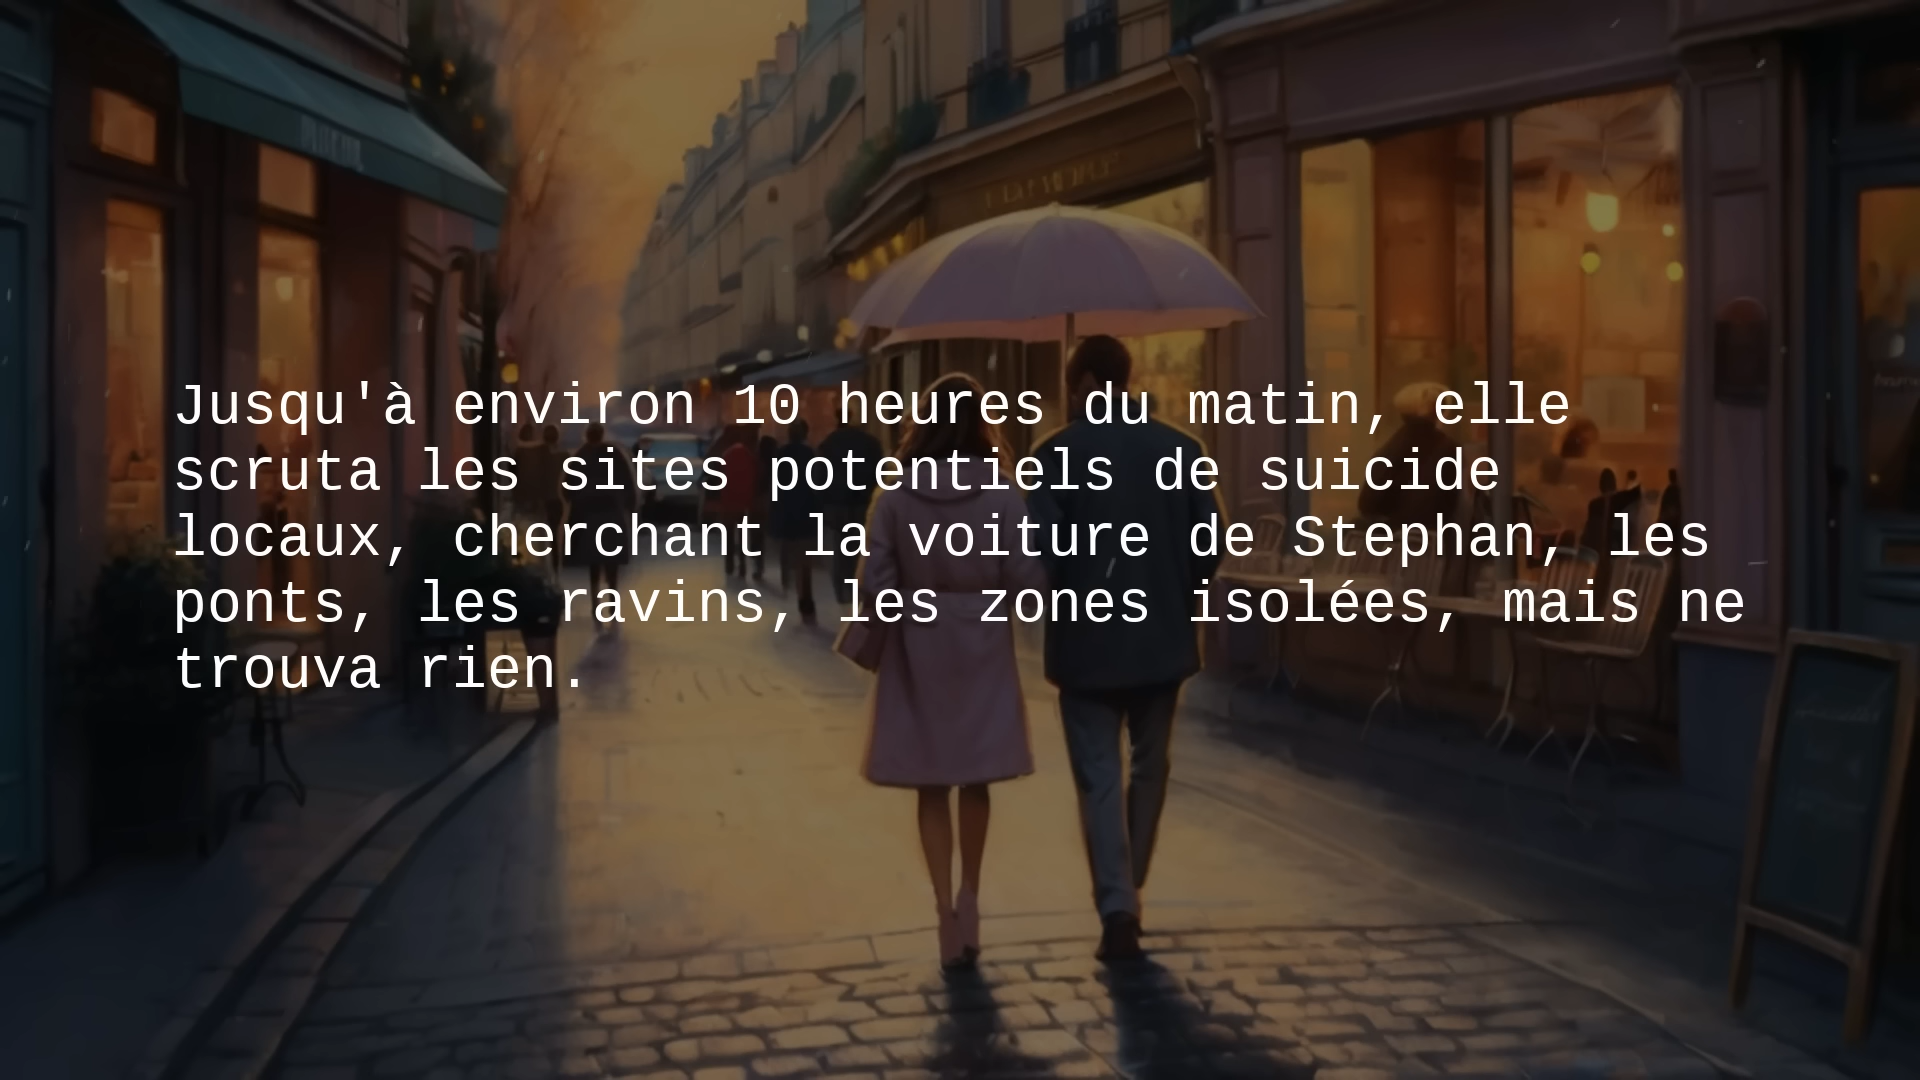 Jusqu'à environ 10 heures du matin, elle
scruta les sites potentiels de suicide
locaux, cherchant la voiture de Stephan, les
ponts, les ravins, les zones isolées, mais ne
trouva rien.